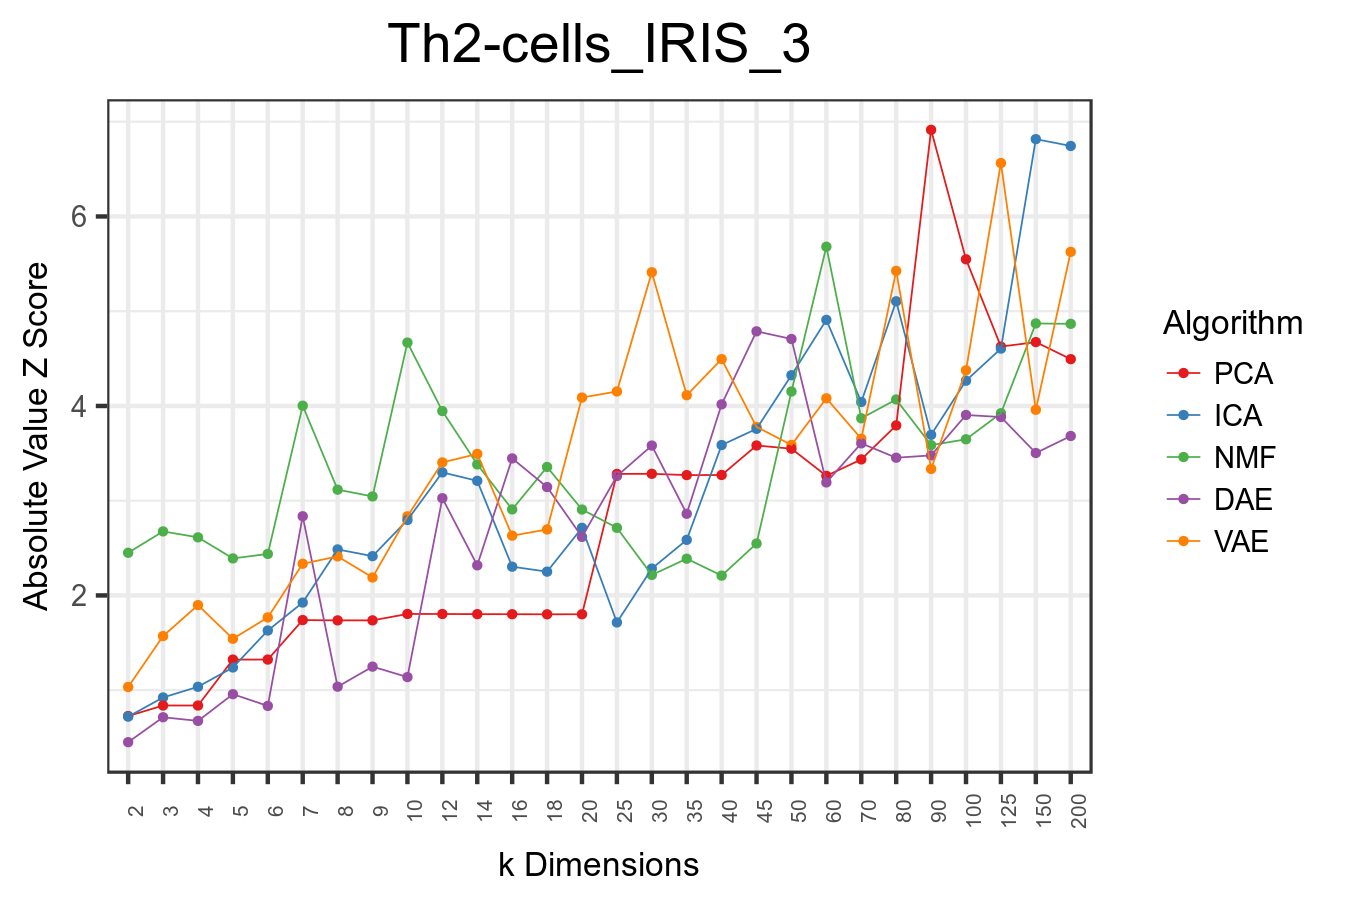 Th2-cells_IRIS_3
Absolute Value Z Score
6
4
2
2 3 4 5 6 7 8 9 10 12 14 16 18 20 25 30 35 40 45 50 60 70 80 90 100 125 150 200
k Dimensions
Algorithm
PCA
ICA
NMF
DAE
VAE